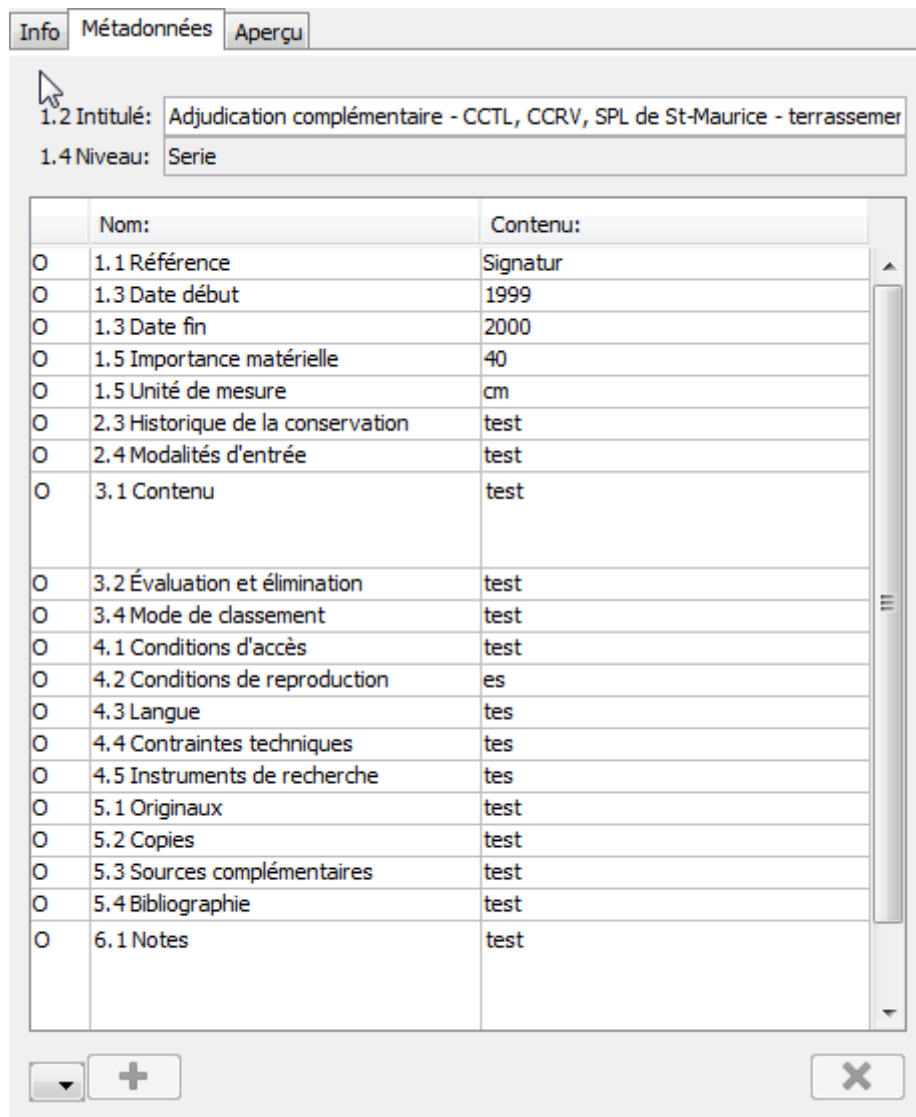 Info Métadonnées Aperçu
1.2 Intitulé: Adjudication complémentaire - CCTL, CCRV, SPL de St-Maurice - terrassemer
1.4 Niveau: Serie
Nom: Contenu:
O 1.1 Référence Signatur
O 1.3 Date début 1999
O 1.3 Date fin 2000
O 1.5 Importance matérielle 40
O 1.5 Unité de mesure cm
O 2.3 Historique de la conservation test
O 2.4 Modalités d'entrée test
O 3.1 Contenu test
O 3.2 Évaluation et élimination test
O 3.4 Mode de classement test
O 4.1 Conditions d'accès test
O 4.2 Conditions de reproduction es
O 4.3 Langue tes
O 4.4 Contraintes techniques tes
O 4.5 Instruments de recherche tes
O 5.1 Originaux test
O 5.2 Copies test
O 5.3 Sources complémentaires test
O 5.4 Bibliographie test
O 6.1 Notes test